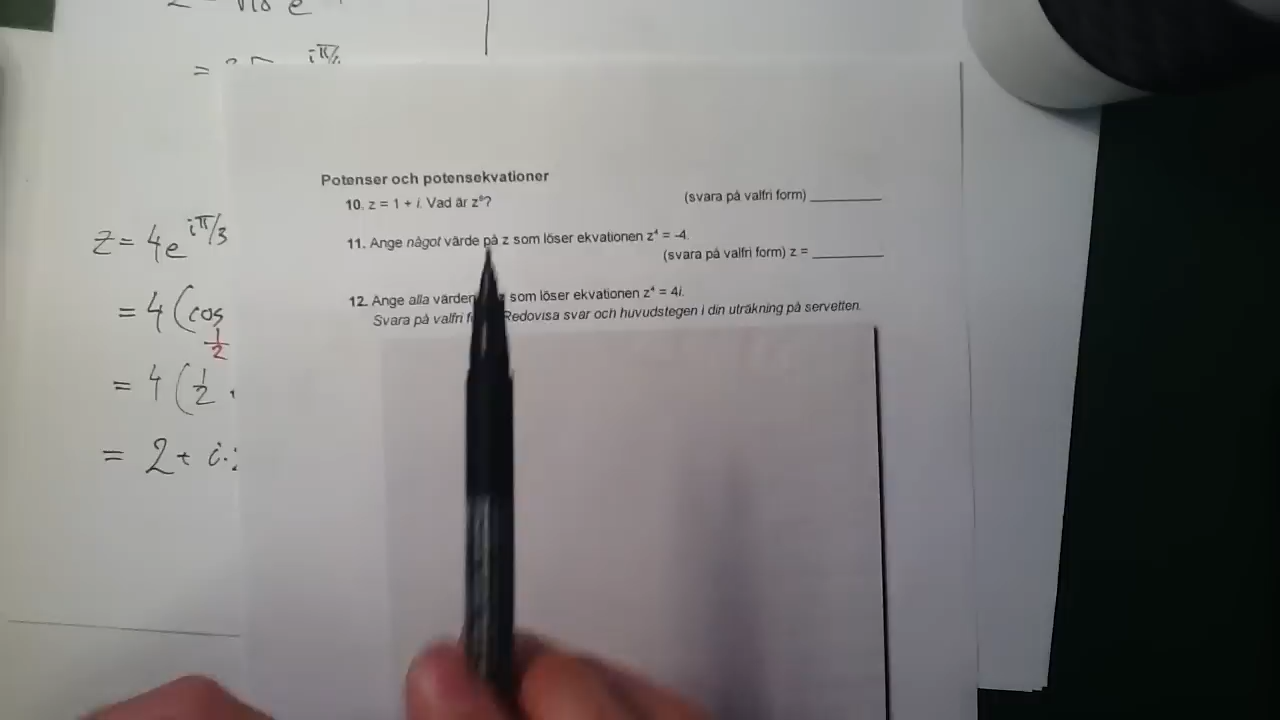 = i π/2
Potenser och potensekvationer
10. z = 1 + i. Vad är z⁸?
(svara på valfri form) ________
11. Ange något värde på z som löser ekvationen z⁴ = -4.
(svara på valfri form) z = ________
12. Ange alla värden som löser ekvationen z⁴ = 4i.
Svara på valfri Redovisa svar och huvudstegen i din uträkning på servetten.
z = 4e^{iπ/3}
= 4 (cos
1/2
= 4 (1/2
= 2 + i·